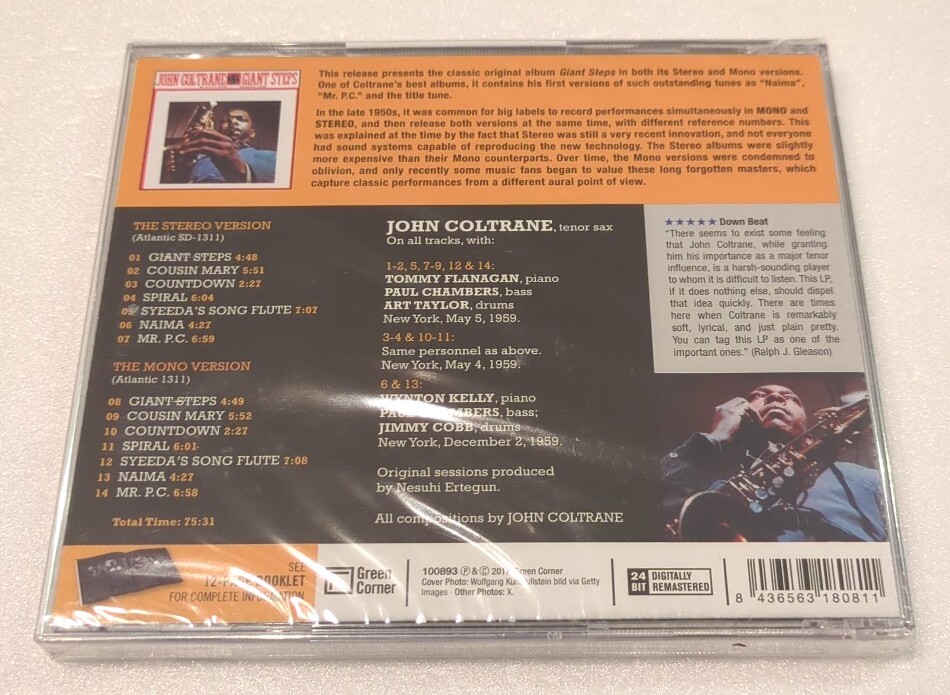 JOHN COLTRANE GIANT STEPS
This release presents the classic original album Giant Steps in both its Stereo and Mono versions.
One of Coltrane's best albums, it contains his first versions of such outstanding tunes as "Naima",
"Mr. P.C." and the title tune.
In the late 1950s, it was common for big labels to record performances simultaneously in MONO and
STEREO, and then release both versions at the same time, with different reference numbers. This
was explained at the time by the fact that Stereo was still a very recent innovation, and not everyone
had sound systems capable of reproducing the new technology. The Stereo albums were slightly
more expensive than their Mono counterparts. Over time, the Mono versions were condemned to
oblivion, and only recently some music fans began to value these long forgotten masters, which
capture classic performances from a different aural point of view.
THE STEREO VERSION
(Atlantic SD-1311)
01 GIANT STEPS 4:48
02 COUSIN MARY 5:51
03 COUNTDOWN 2:27
04 SPIRAL 6:04
05 SYEEDA'S SONG FLUTE 7:07
06 NAIMA 4:27
07 MR. P.C. 6:59
THE MONO VERSION
(Atlantic 1311)
08 GIANT STEPS 4:49
09 COUSIN MARY 5:52
10 COUNTDOWN 2:27
11 SPIRAL 6:01
12 SYEEDA'S SONG FLUTE 7:08
13 NAIMA 4:27
14 MR. P.C. 6:58
Total Time: 75:31
JOHN COLTRANE, tenor sax
On all tracks, with:
1-2, 5, 7-9, 12 & 14:
TOMMY FLANAGAN, piano
PAUL CHAMBERS, bass
ART TAYLOR, drums
New York, May 5, 1959.
3-4 & 10-11:
Same personnel as above.
New York, May 4, 1959.
6 & 13:
WYNTON KELLY, piano
PAUL CHAMBERS, bass;
JIMMY COBB, drums
New York, December 2, 1959.
Original sessions produced
by Nesuhi Ertegun.
All compositions by JOHN COLTRANE
★★★★★ Down Beat
"There seems to exist some feeling
that John Coltrane, while granting
him his importance as a major tenor
influence, is a harsh-sounding player
to whom it is difficult to listen. This LP,
if it does nothing else, should dispel
that idea quickly. There are times
here when Coltrane is remarkably
soft, lyrical, and just plain pretty.
You can tag this LP as one of the
important ones." (Ralph J. Gleason)
SEE
12-PAGE BOOKLET
FOR COMPLETE INFORMATION
Green
Corner
100893 ℗ & © Green Corner
Cover Photo: Wolfgang bild via Getty
Images · Other Photos: X.
24 BIT DIGITALLY
REMASTERED
8 436563 180811